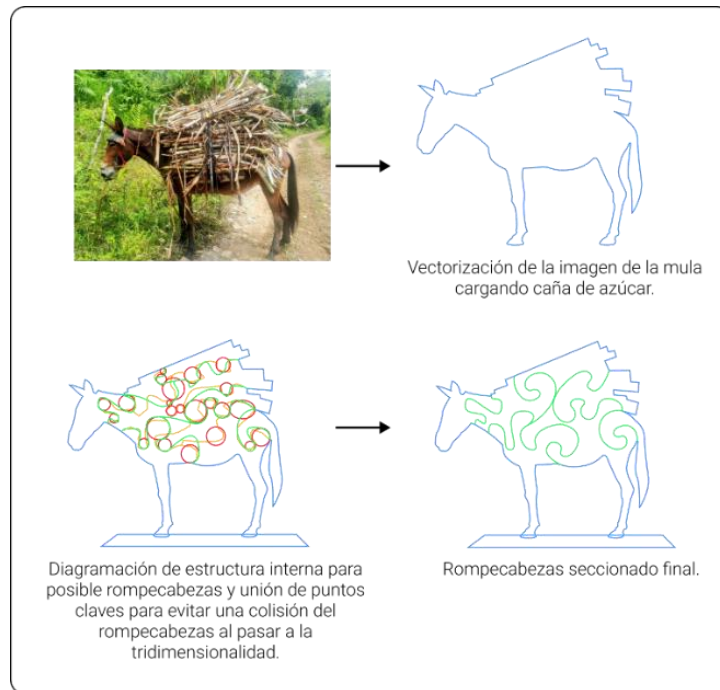 Vectorización de la imagen de la mula
cargando caña de azúcar.
Diagramación de estructura interna para
posible rompecabezas y unión de puntos
claves para evitar una colisión del
rompecabezas al pasar a la
tridimensionalidad.
Rompecabezas seccionado final.